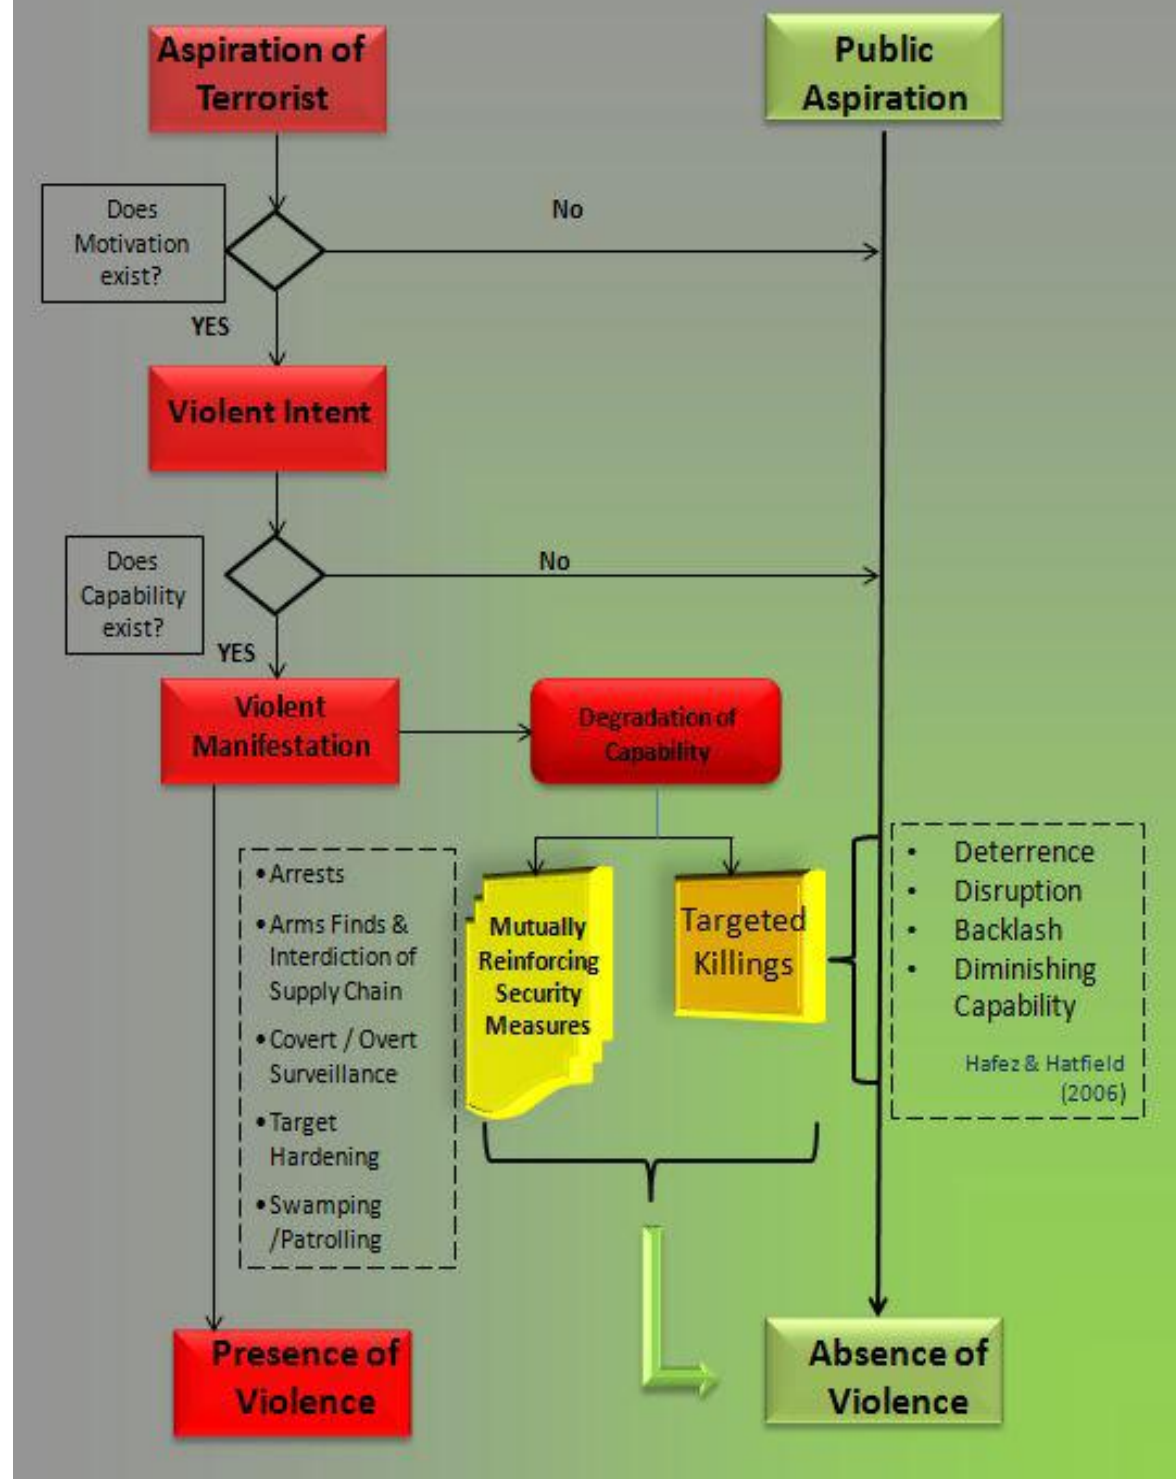 Aspiration of
Terrorist
Public
Aspiration
Does
Motivation
exist?
No
YES
Violent Intent
Does
Capability
exist?
No
YES
Violent
Manifestation
Degradation of
Capability
• Arrests
• Arms Finds &
Interdiction of
Supply Chain
• Covert / Overt
Surveillance
• Target
Hardening
• Swamping
/Patrolling
Mutually
Reinforcing
Security
Measures
Targeted
Killings
• Deterrence
• Disruption
• Backlash
• Diminishing
Capability
Hafez & Hatfield
(2006)
Presence of
Violence
Absence of
Violence